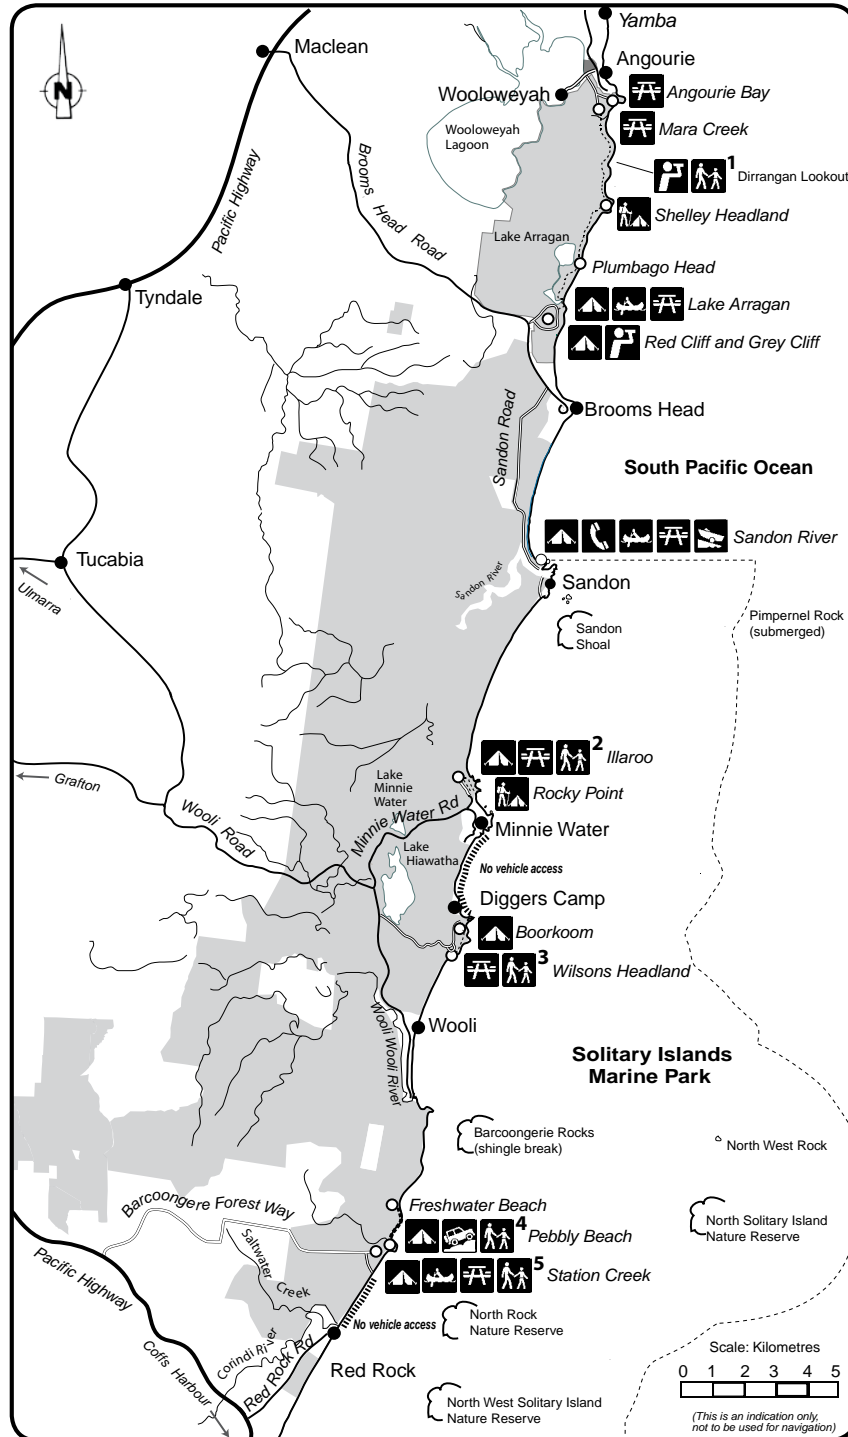 Yamba
Maclean
Angourie
N
Wooloweyah
Angourie Bay
Wooloweyah
Lagoon
Mara Creek
Pacific Highway
Brooms Head Road
1
Dirrangan Lookout
Shelley Headland
Lake Arragan
Plumbago Head
Tyndale
Lake Arragan
Red Cliff and Grey Cliff
Sandon Road
Brooms Head
South Pacific Ocean
Sandon River
Tucabia
Ulmarra
Sandon River
Sandon
Pimpernel Rock
(submerged)
Sandon
Shoal
2
Illaroo
Grafton
Lake
Minnie
Water
Rocky Point
Wooli Road
Minnie Water Rd
Minnie Water
Lake
Hiawatha
No vehicle access
Diggers Camp
Boorkoom
3
Wilsons Headland
Wooli Wooli River
Wooli
Solitary Islands
Marine Park
Barcoongerie Rocks
(shingle break)
North West Rock
Barcoongere Forest Way
Freshwater Beach
4
Pebbly Beach
North Solitary Island
Nature Reserve
Pacific Highway
Saltwater
Creek
5
Station Creek
No vehicle access
North Rock
Nature Reserve
Coffs Harbour
Corindi River
Red Rock Rd
Red Rock
Scale: Kilometres
0 1 2 3 4 5
North West Solitary Island
Nature Reserve
(This is an indication only,
not to be used for navigation)